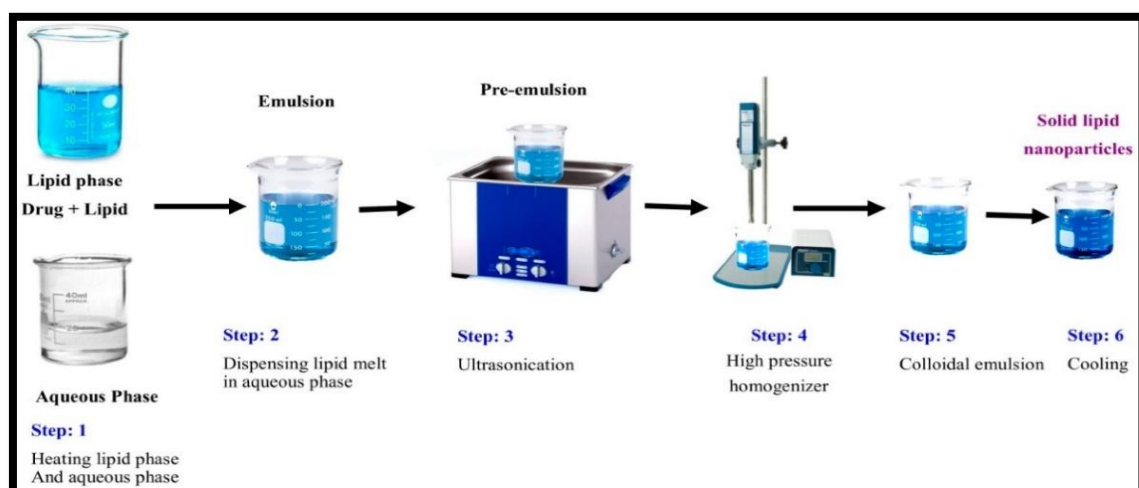 Lipid phase
Drug + Lipid
Aqueous Phase
Step: 1
Heating lipid phase
And aqueous phase
Emulsion
Step: 2
Dispensing lipid melt
in aqueous phase
Pre-emulsion
Step: 3
Ultrasonication
Step: 4
High pressure
homogenizer
Step: 5
Colloidal emulsion
Solid lipid
nanoparticles
Step: 6
Cooling